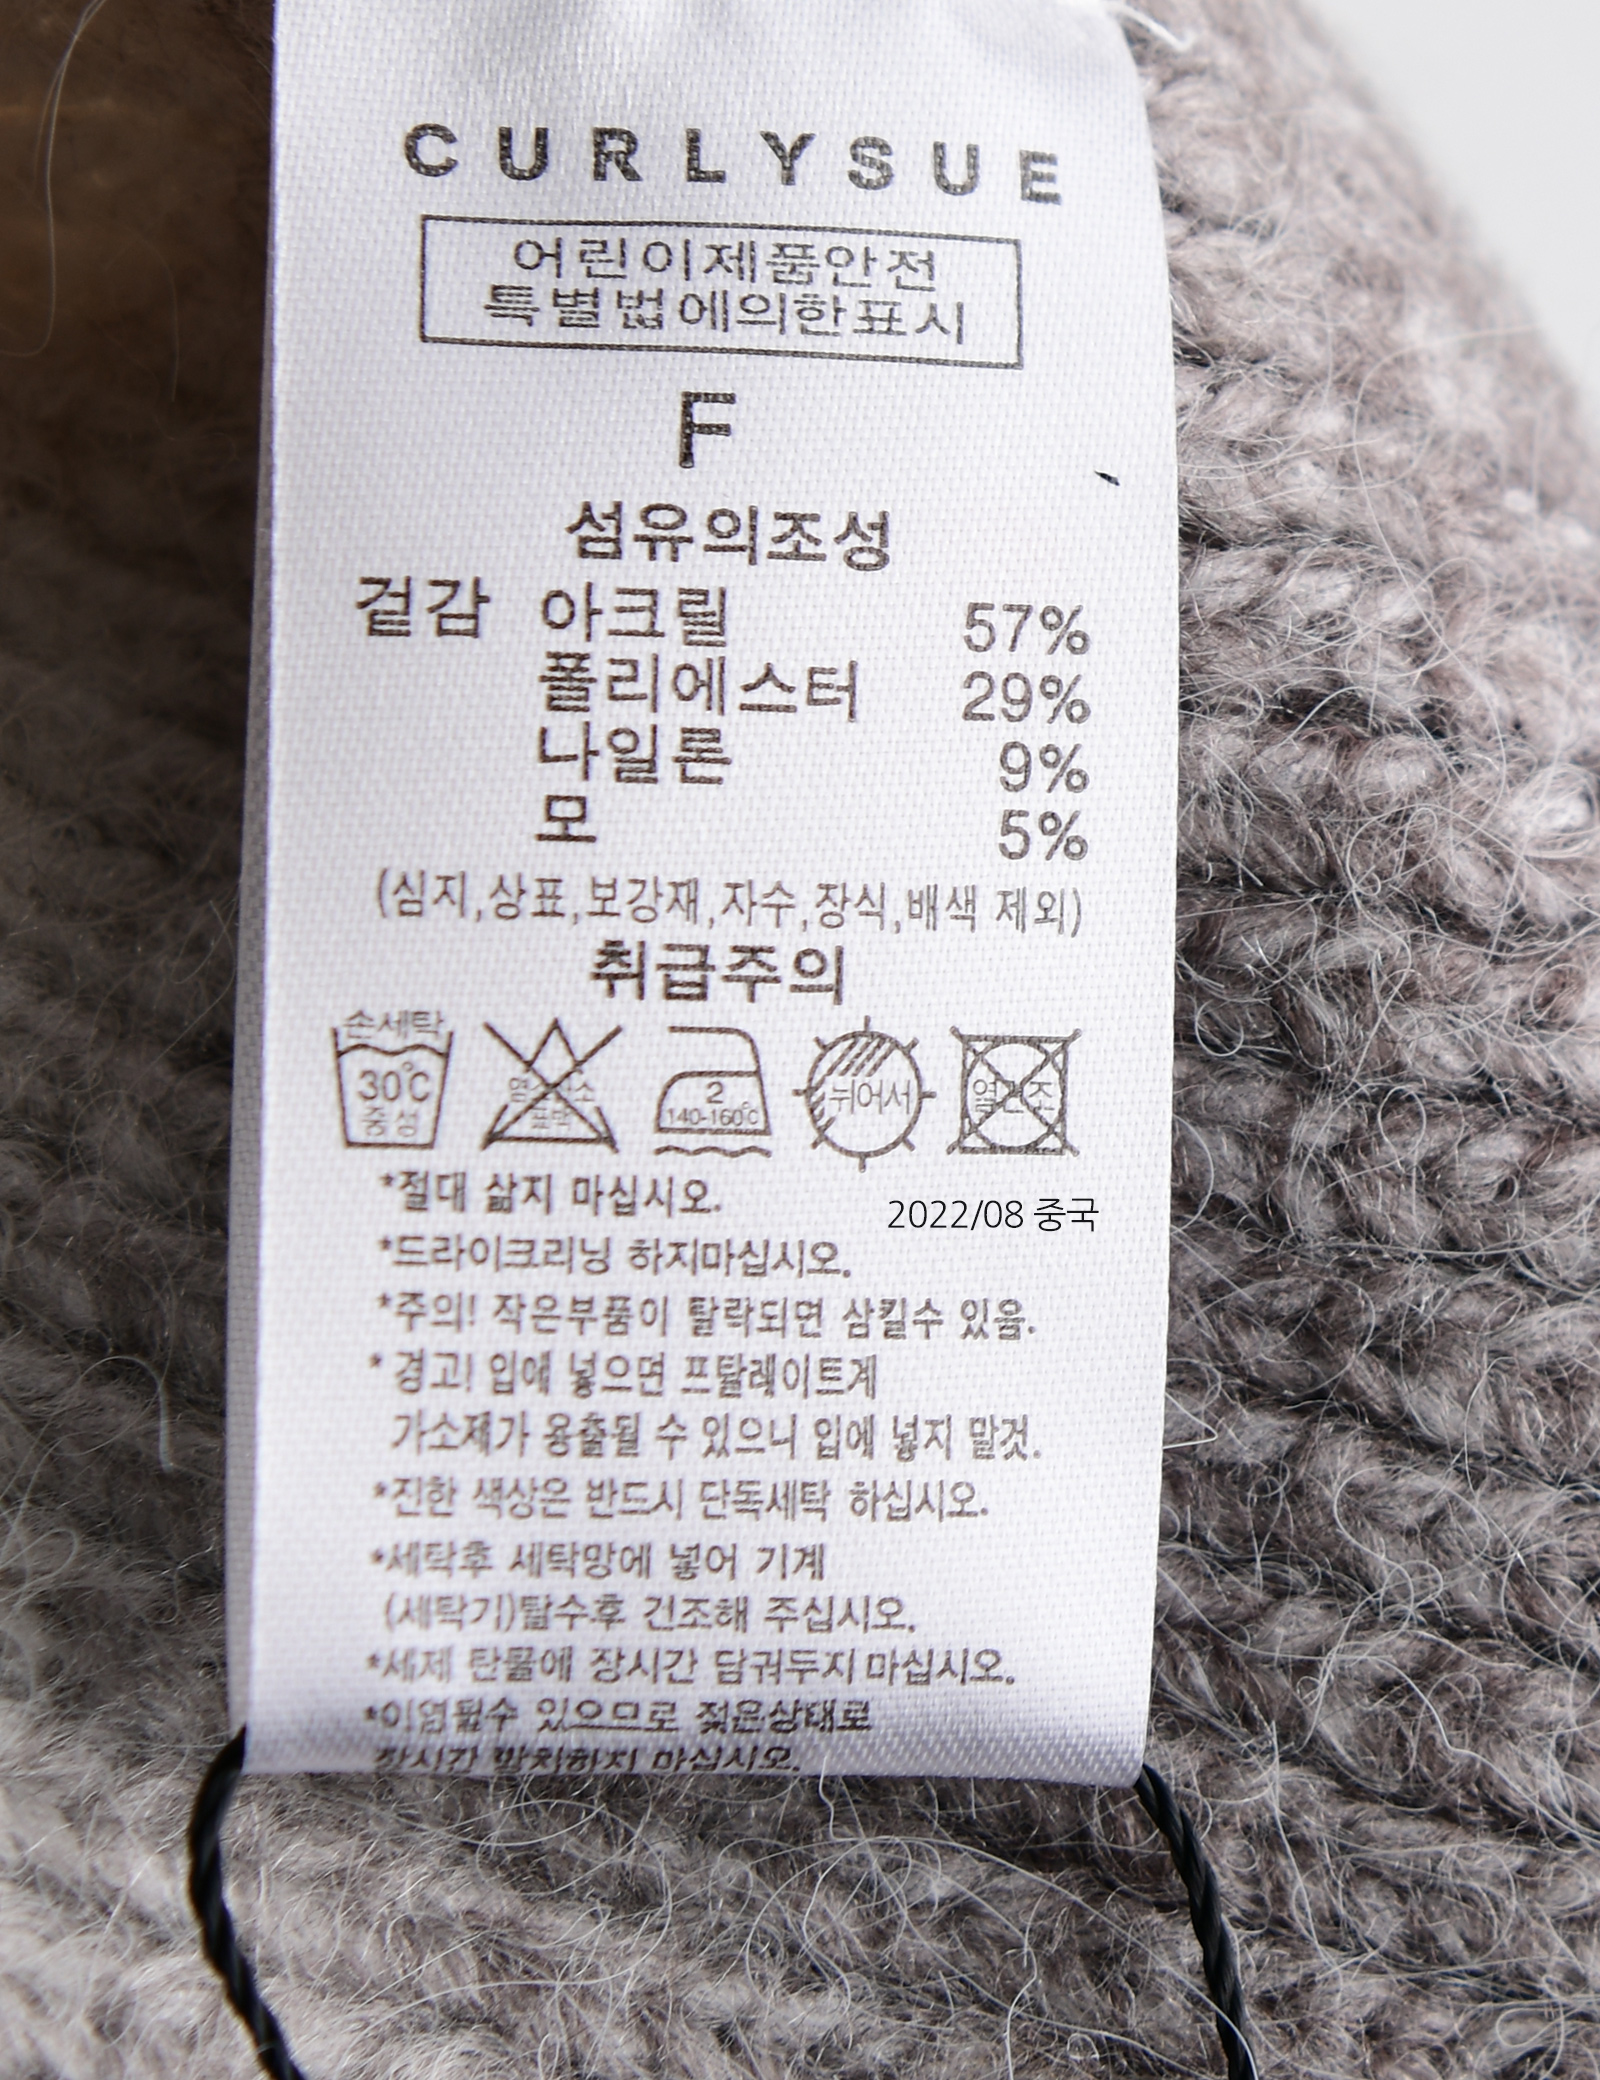 CURLYSUE
어린이제품안전
특별법에의한표시
F
섬유의조성
겉감 아크릴 57%
폴리에스터 29%
나일론 9%
모 5%
(심지,상표,보강재,자수,장식,배색 제외)
취급주의
손세탁
30℃
중성
염소산소
표백
2
140-160℃
뉘어서
열건조
*절대 삶지 마십시오.
2022/08 중국
*드라이크리닝 하지마십시오.
*주의! 작은부품이 탈락되면 삼킬수 있음.
*경고! 입에 넣으면 프탈레이트계
가소제가 용출될 수 있으니 입에 넣지 말것.
*진한 색상은 반드시 단독세탁 하십시오.
*세탁후 세탁망에 넣어 기계
(세탁기)탈수후 건조해 주십시오.
*세제 탄물에 장시간 담궈두지 마십시오.
*이염될수 있으므로 젖은상태로
장시간 방치하지 마십시오.